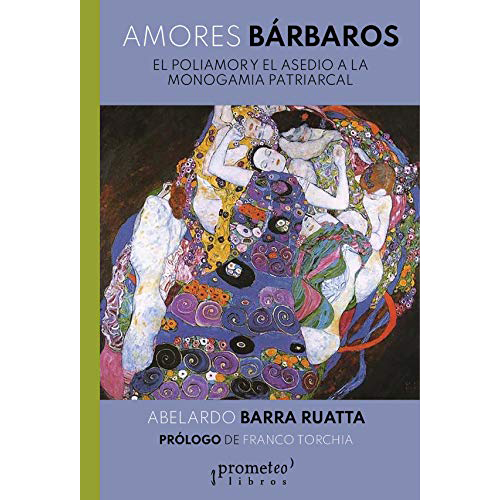 AMORES BÁRBAROS
EL POLIAMOR Y EL ASEDIO A LA
MONOGAMIA PATRIARCAL
ABELARDO BARRA RUATTA
PRÓLOGO DE FRANCO TORCHIA
prometeo
libros